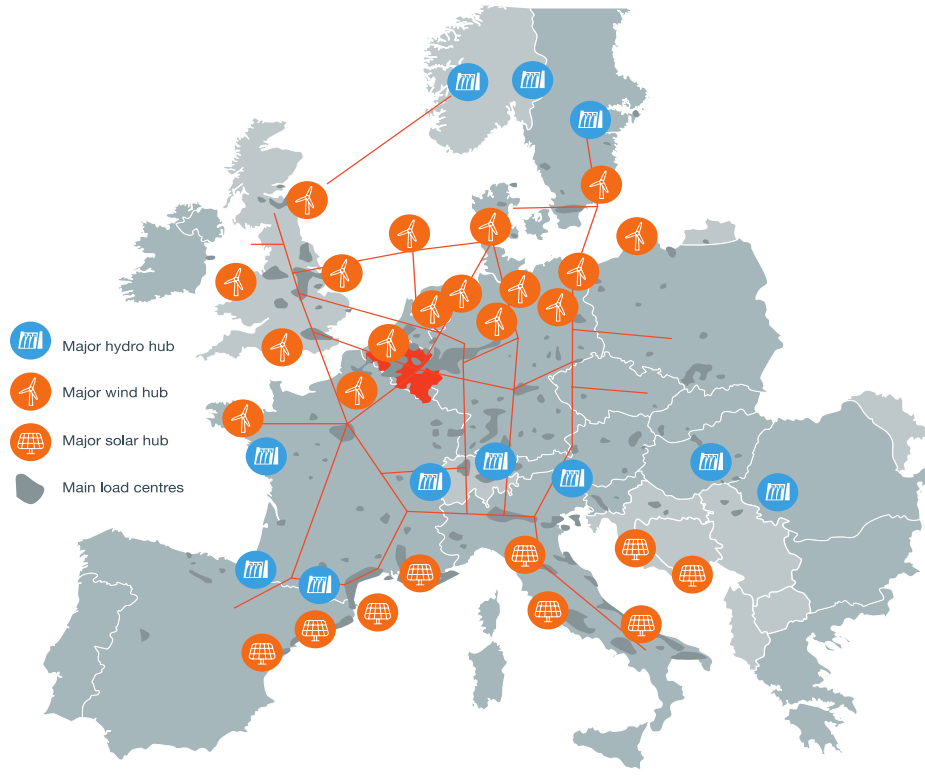 Major hydro hub
Major wind hub
Major solar hub
Main load centres